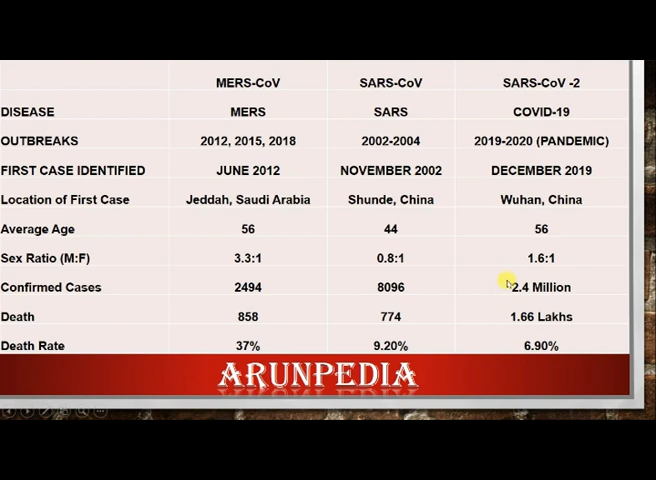 MERS-CoV SARS-CoV SARS-CoV -2
DISEASE MERS SARS COVID-19
OUTBREAKS 2012, 2015, 2018 2002-2004 2019-2020 (PANDEMIC)
FIRST CASE IDENTIFIED JUNE 2012 NOVEMBER 2002 DECEMBER 2019
Location of First Case Jeddah, Saudi Arabia Shunde, China Wuhan, China
Average Age 56 44 56
Sex Ratio (M:F) 3.3:1 0.8:1 1.6:1
Confirmed Cases 2494 8096 2.4 Million
Death 858 774 1.66 Lakhs
Death Rate 37% 9.20% 6.90%
ARUNPEDIA